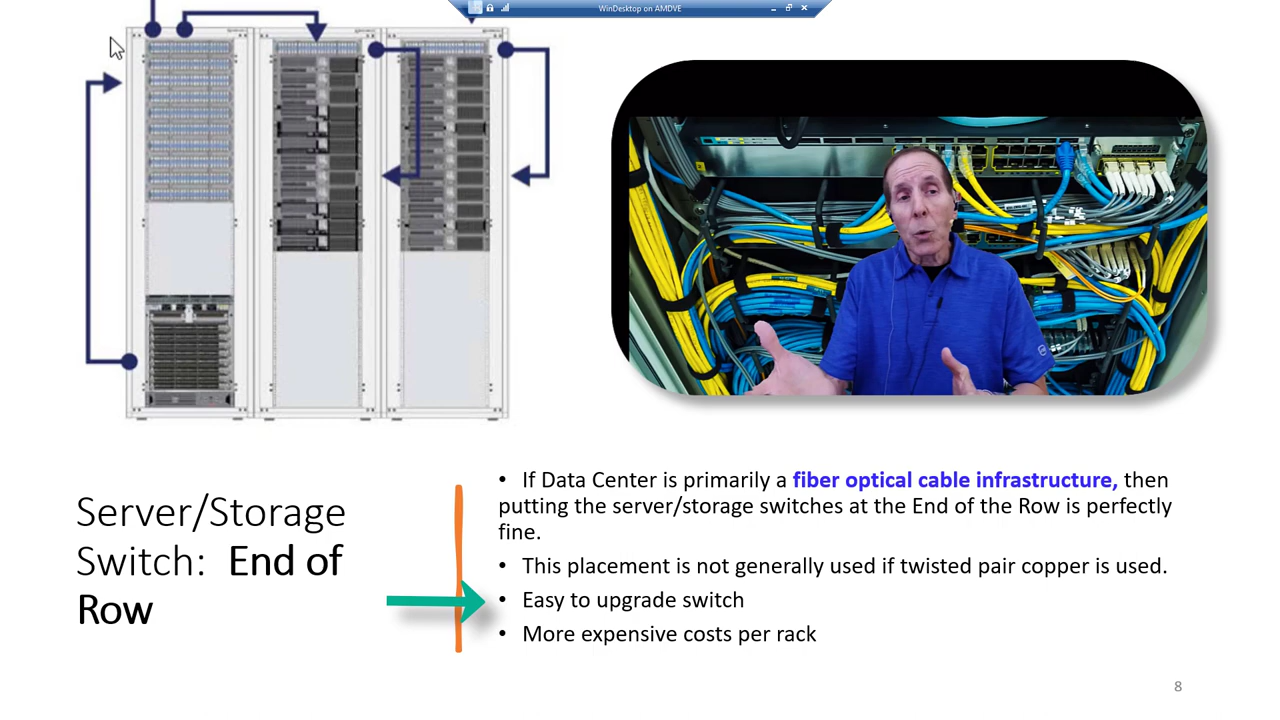 WinDesktop on AMDVE
Server/Storage
Switch: End of
Row
• If Data Center is primarily a fiber optical cable infrastructure, then
putting the server/storage switches at the End of the Row is perfectly
fine.
• This placement is not generally used if twisted pair copper is used.
• Easy to upgrade switch
• More expensive costs per rack
8